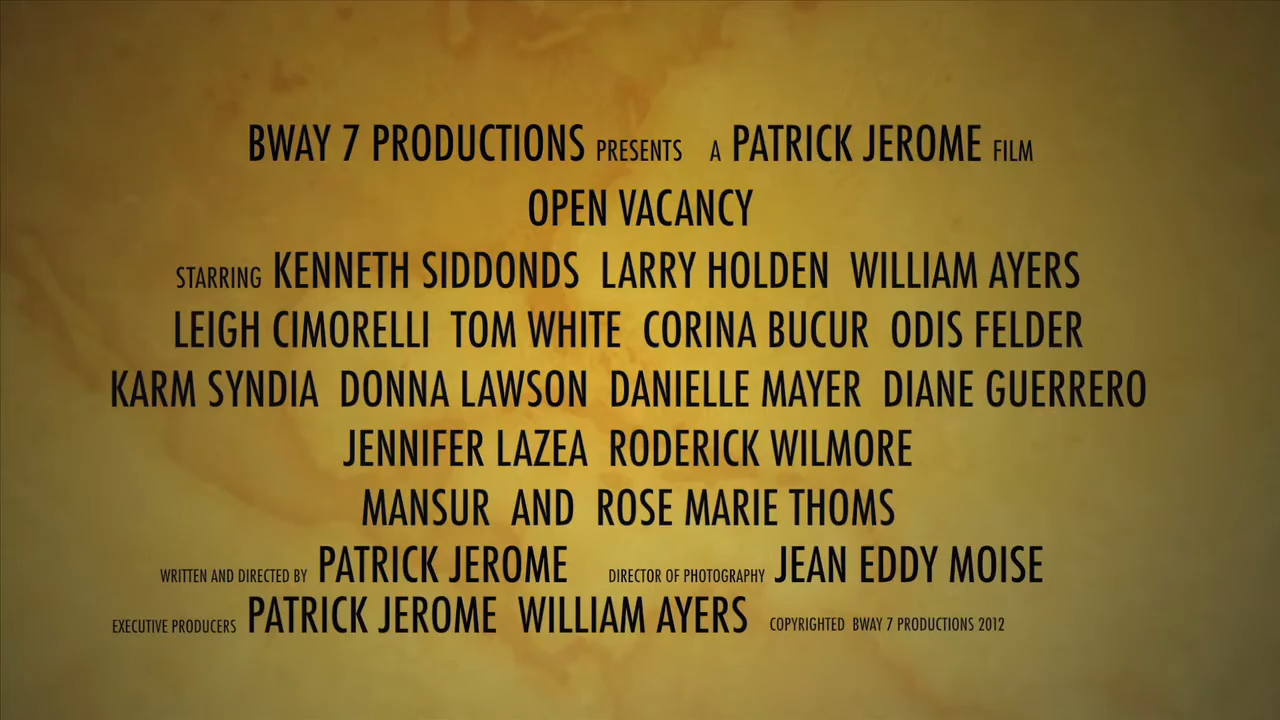 BWAY 7 PRODUCTIONS PRESENTS A PATRICK JEROME FILM
OPEN VACANCY
STARRING KENNETH SIDDONDS LARRY HOLDEN WILLIAM AYERS
LEIGH CIMORELLI TOM WHITE CORINA BUCUR ODIS FELDER
KARM SYNDIA DONNA LAWSON DANIELLE MAYER DIANE GUERRERO
JENNIFER LAZEA RODERICK WILMORE
MANSUR AND ROSE MARIE THOMS
WRITTEN AND DIRECTED BY PATRICK JEROME DIRECTOR OF PHOTOGRAPHY JEAN EDDY MOISE
EXECUTIVE PRODUCERS PATRICK JEROME WILLIAM AYERS COPYRIGHTED BWAY 7 PRODUCTIONS 2012